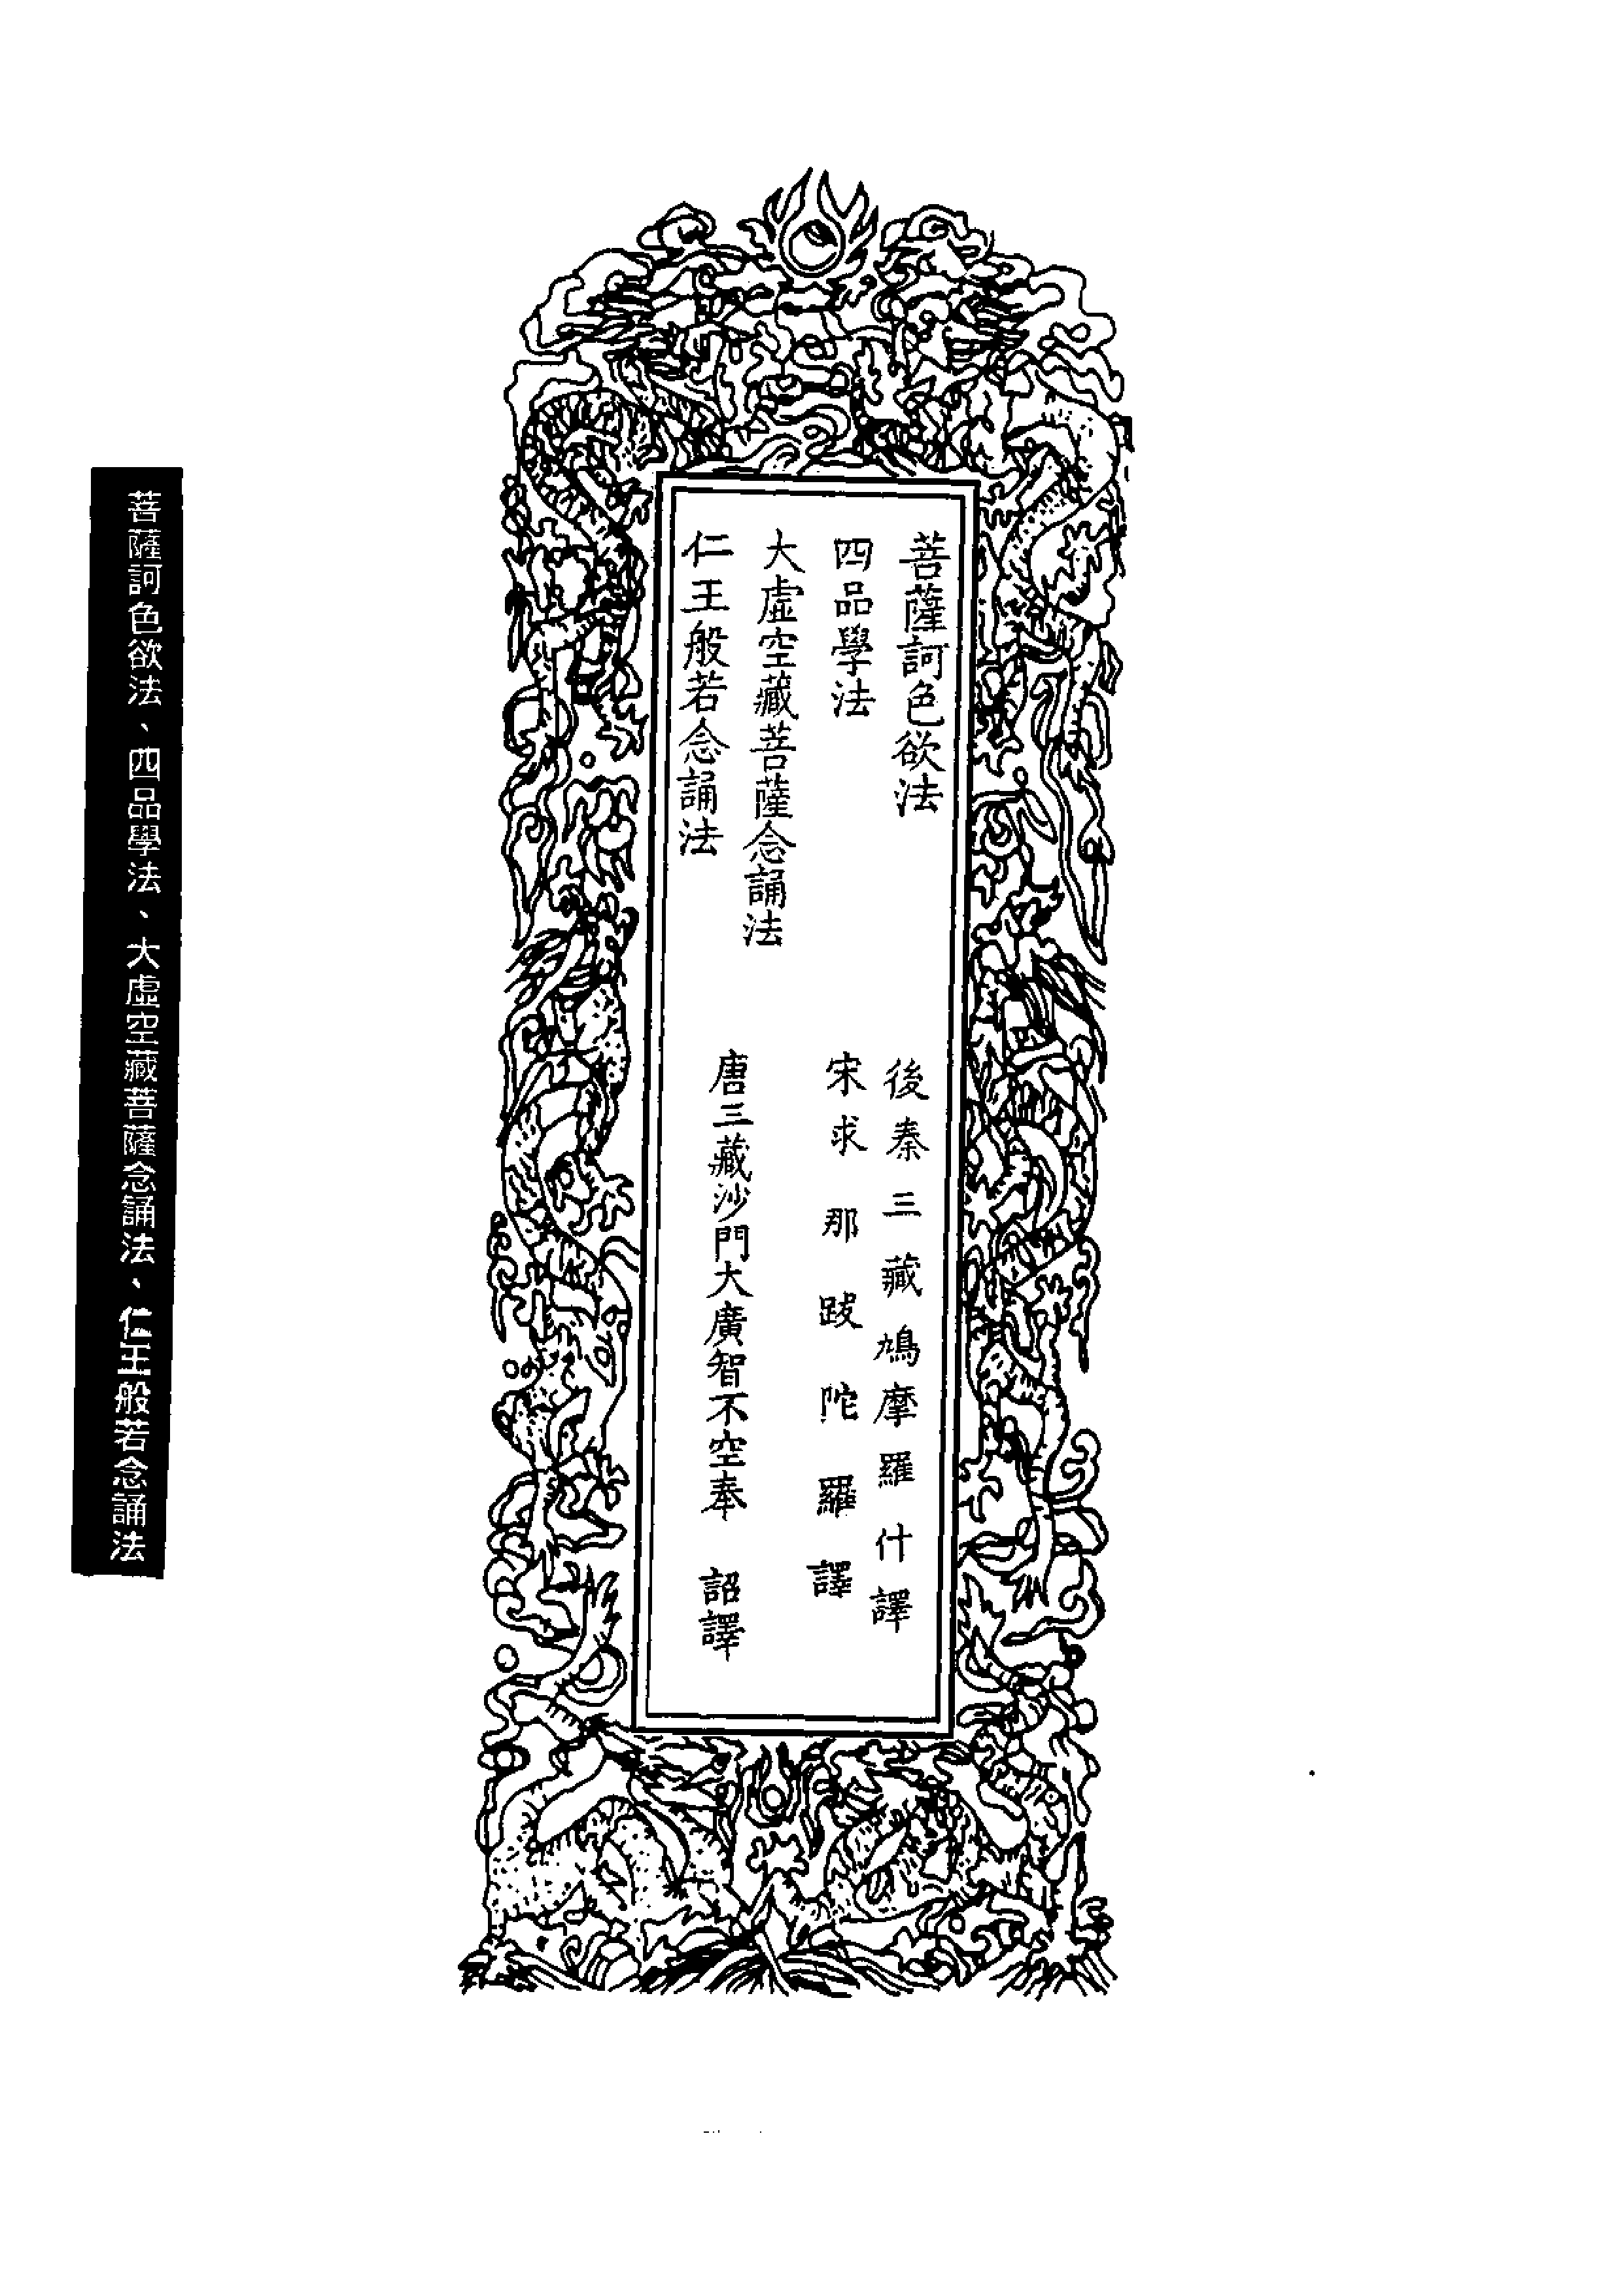 菩薩訶色欲法　後秦三藏鳩摩羅什譯
四品學法　宋求那跋陀羅譯
大虛空藏菩薩念誦法
仁王般若念誦法
唐三藏沙門大廣智不空奉　詔譯
菩薩訶色欲法、四品學法、大虛空藏菩薩念誦法、仁王般若念誦法